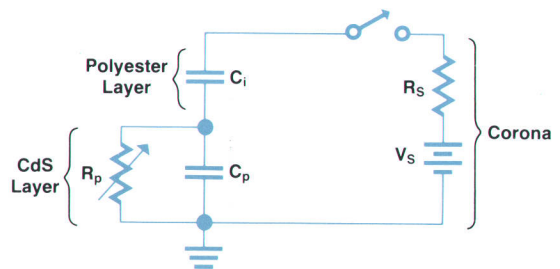 Polyester
Layer
Ci
RS
Corona
VS
CdS
Layer
Rp
Cp